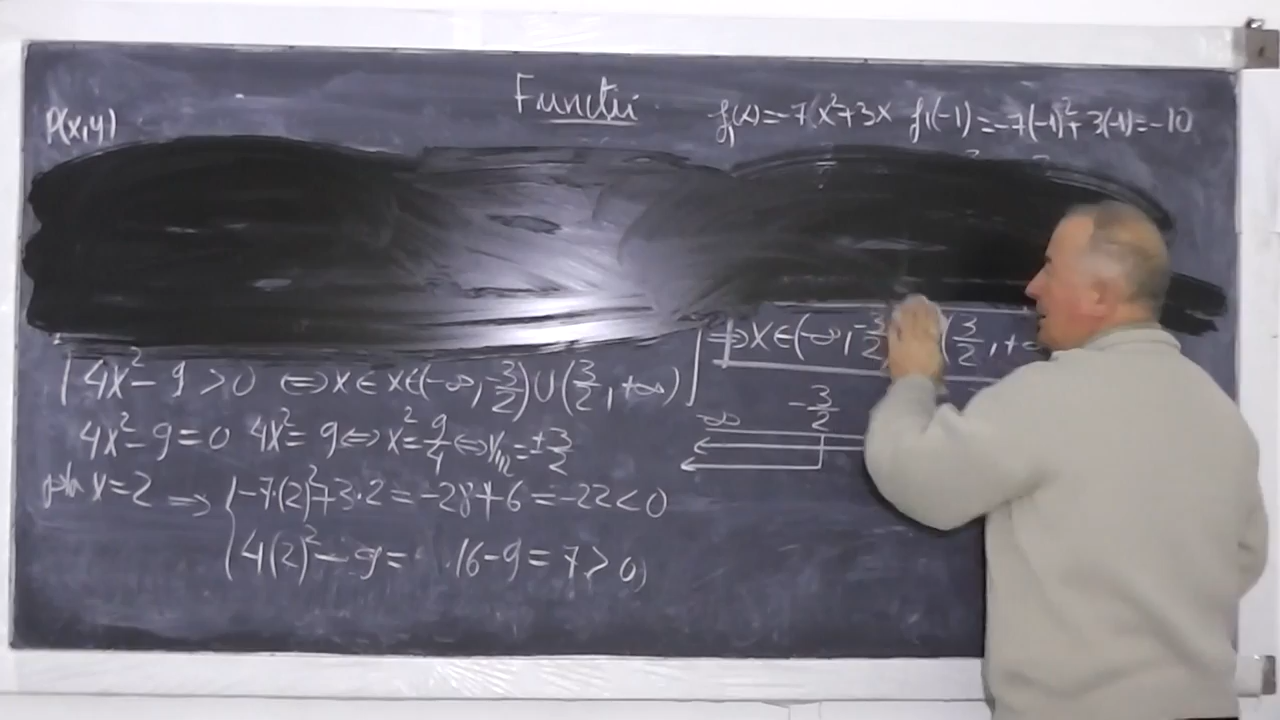 Functii
P(x,y)
f₁(x)=-7x²+3x f₁(-1)=-7(-1)²+3(-1)=-10
⇒x∈(-∞,-3/2 (3/2,+∞
4x²-9>0 ⇔x∈x∈(-∞,-3/2)∪(3/2,+∞)
-∞ -3/2
4x²-9=0 4x²=9⇔x²=9/4⇔x₁,₂=±3/2
x=2 ⇒ -7·(2)²+3·2=-28+6=-22<0
4(2)²-9= 16-9=7>0